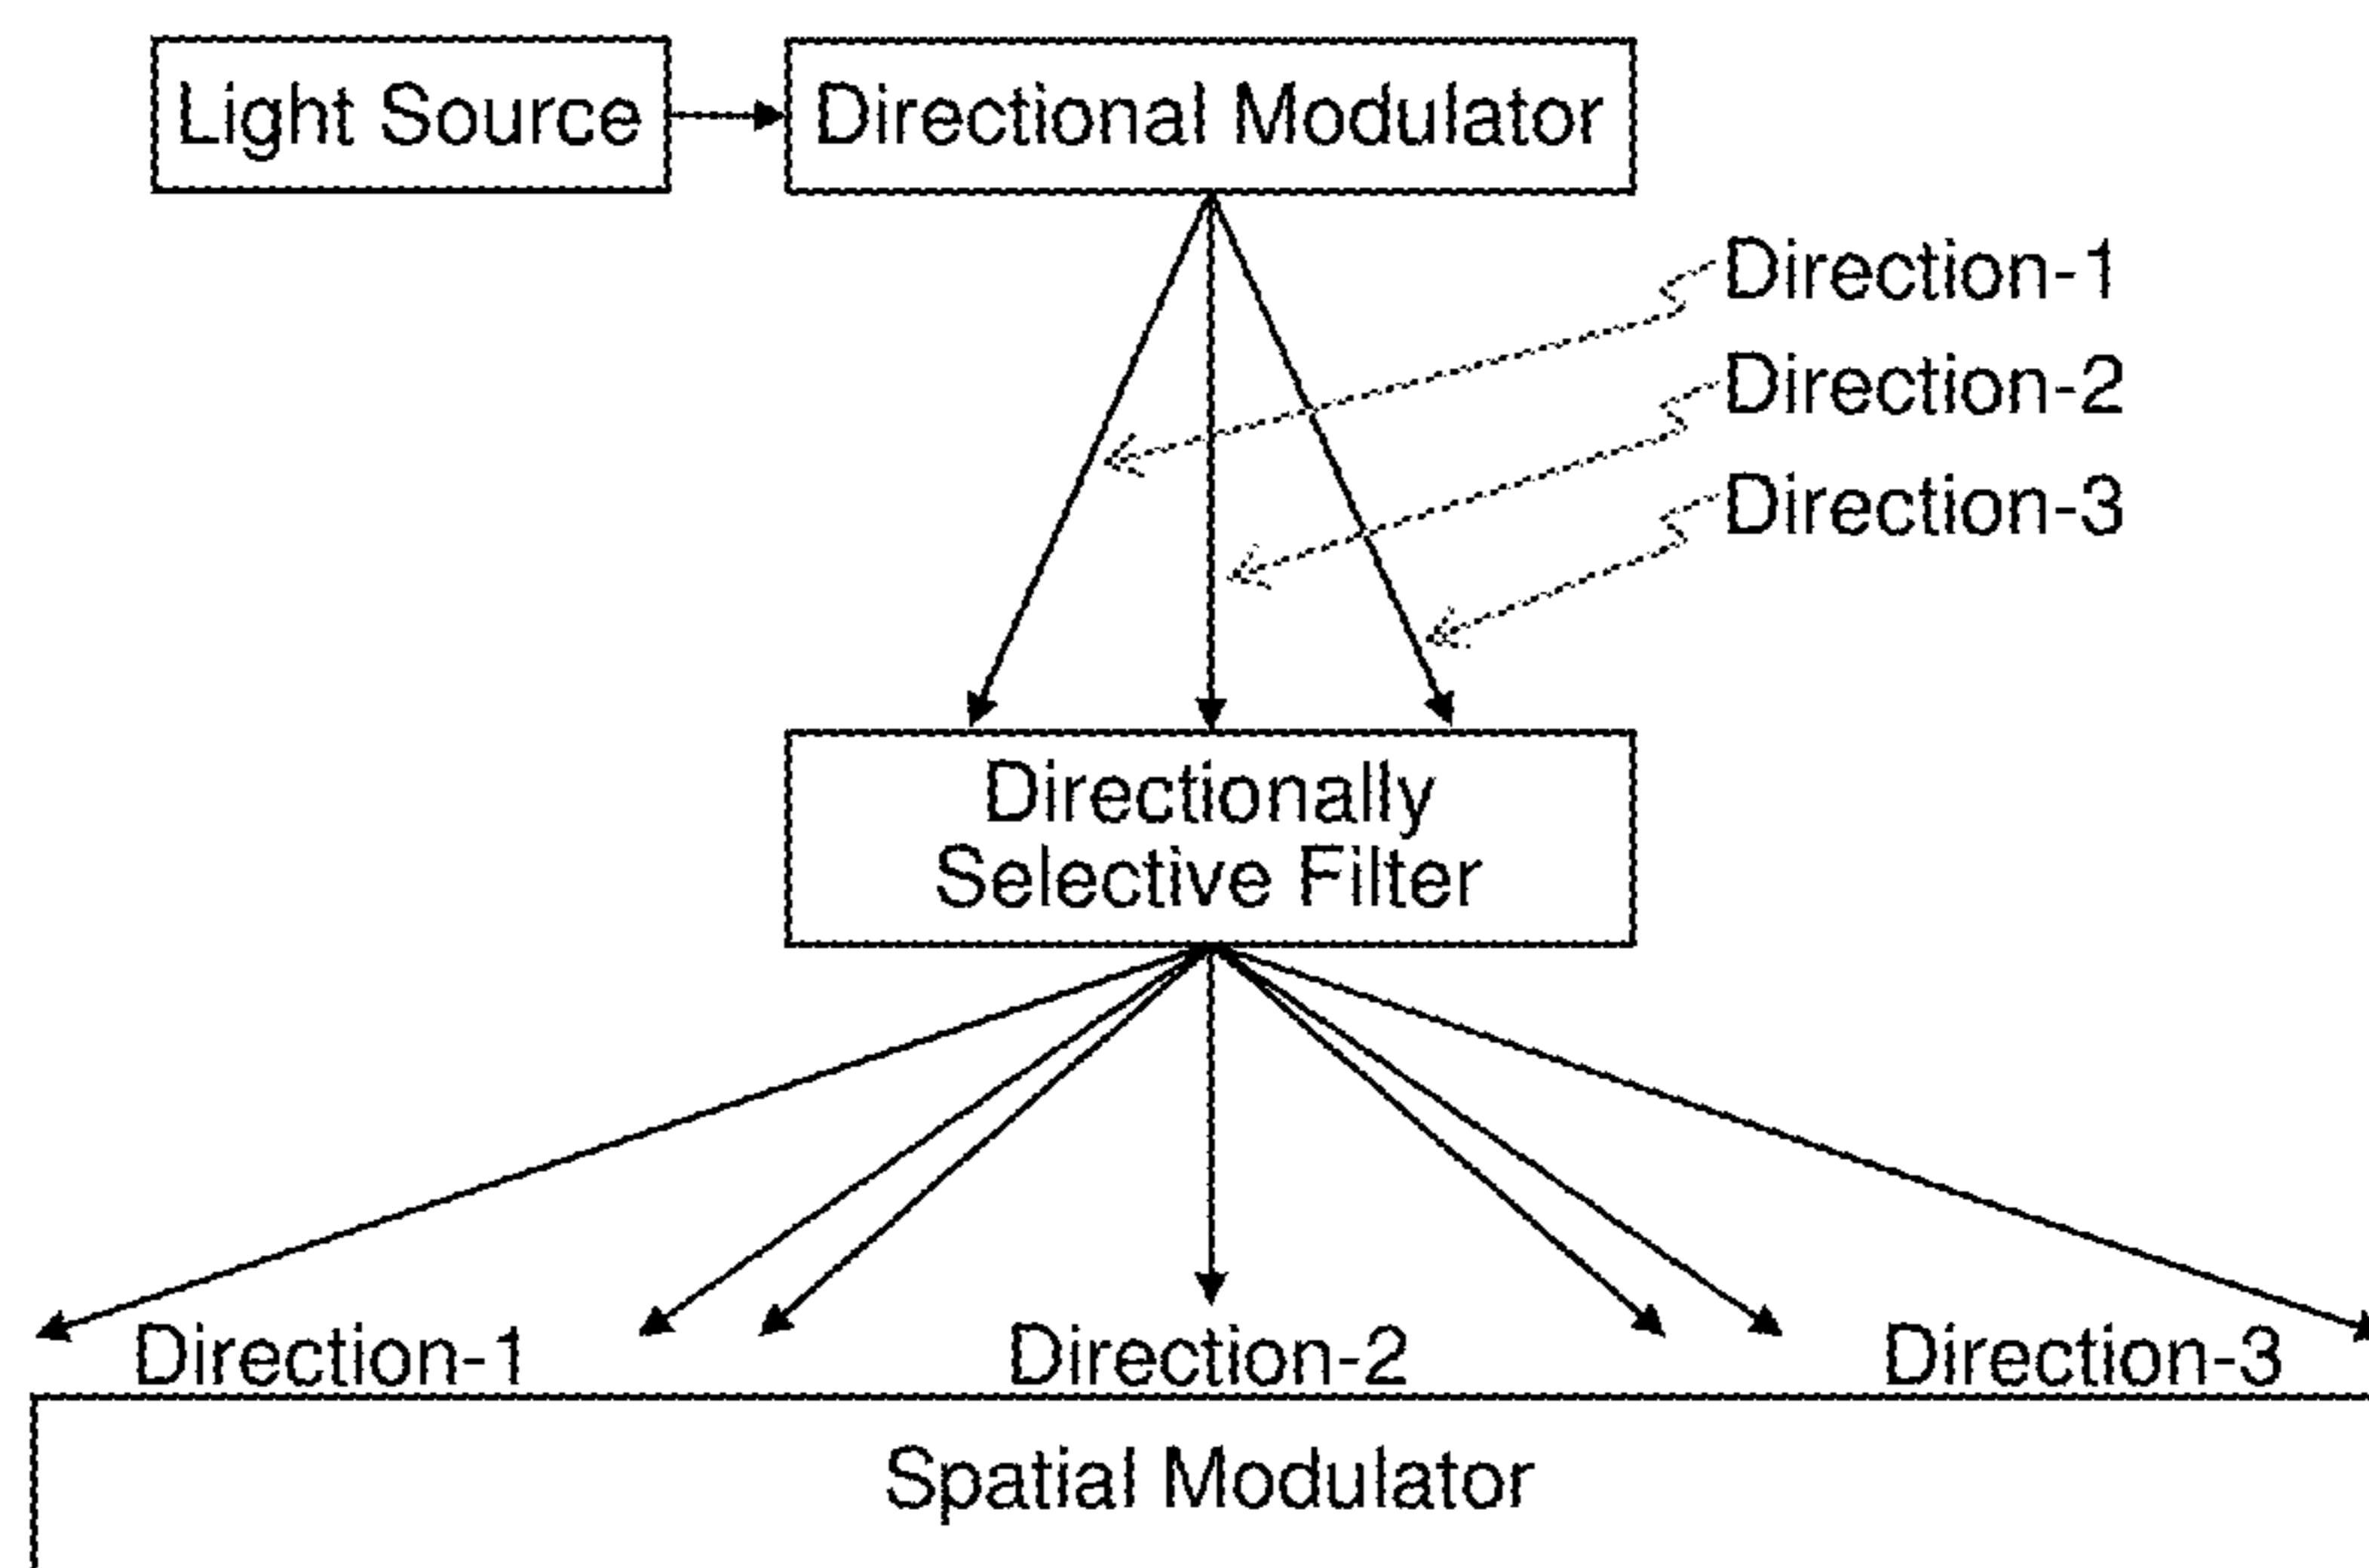 Light Source
Directional Modulator
Direction-1
Direction-2
Direction-3
Directionally
Selective Filter
Direction-1
Direction-2
Direction-3
Spatial Modulator